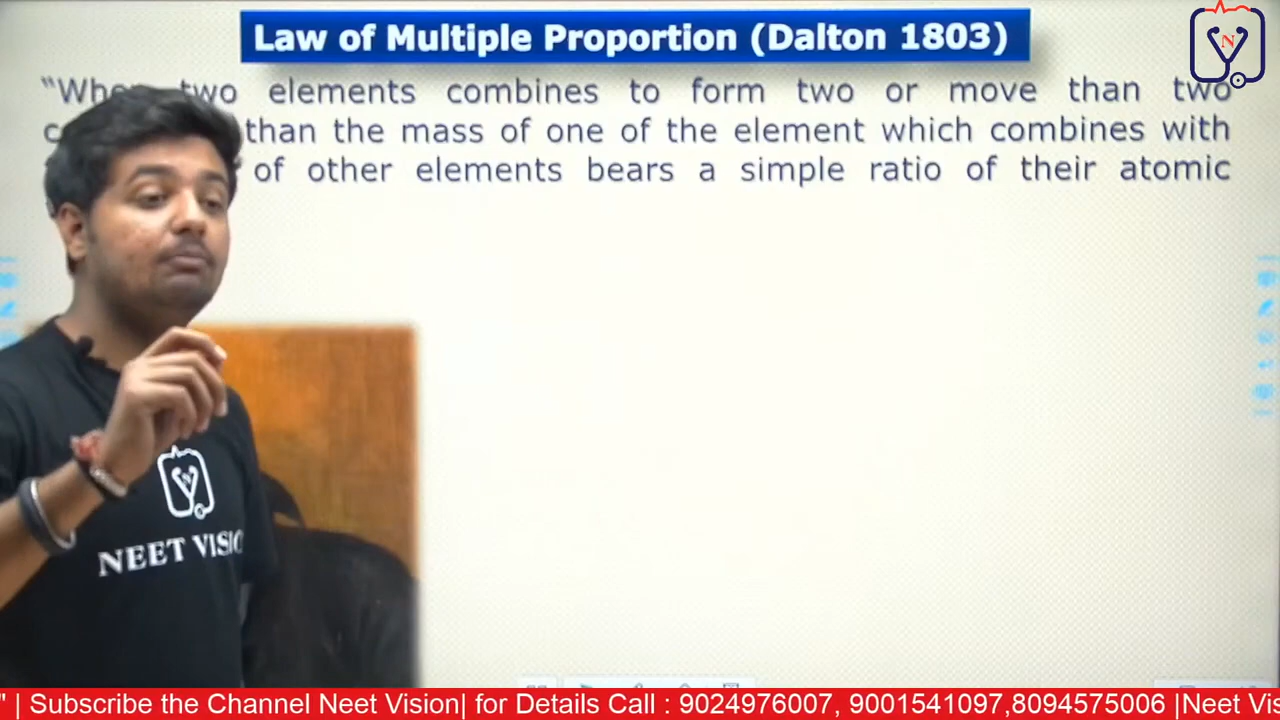 Law of Multiple Proportion (Dalton 1803)
N
"When two elements combines to form two or move than two
than the mass of one of the element which combines with
of other elements bears a simple ratio of their atomic
N
NEET VISIO
" | Subscribe the Channel Neet Vision| for Details Call : 9024976007, 9001541097,8094575006 |Neet Vis